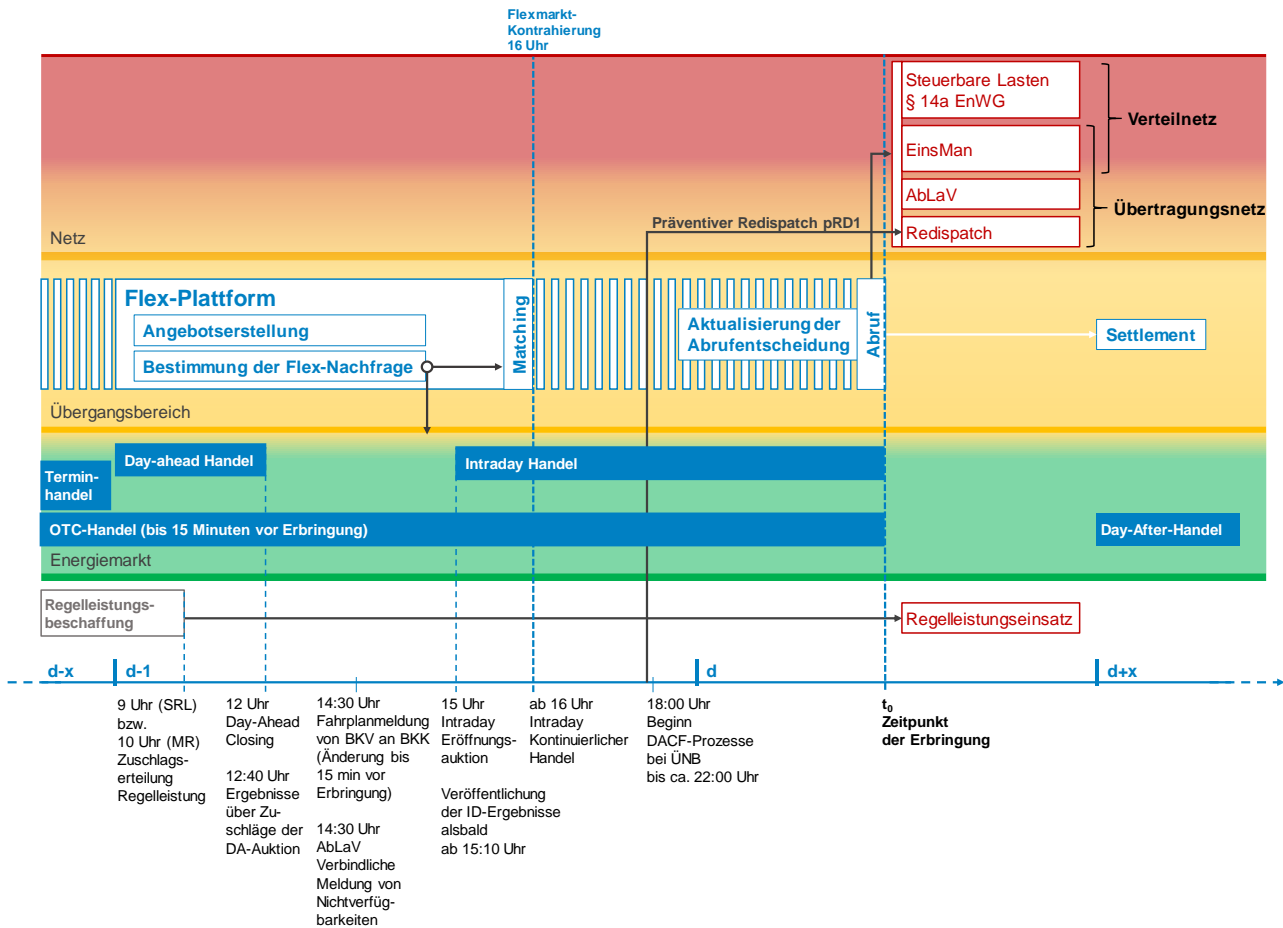 Flexmarkt-
Kontrahierung
16 Uhr
Steuerbare Lasten
§ 14a EnWG
Verteilnetz
EinsMan
AbLaV
Übertragungsnetz
Präventiver Redispatch pRD1
Redispatch
Netz
Flex-Plattform
Angebotserstellung
Bestimmung der Flex-Nachfrage
Matching
Aktualisierung der
Abrufentscheidung
Abruf
Settlement
Übergangsbereich
Day-ahead Handel
Intraday Handel
Termin-
handel
OTC-Handel (bis 15 Minuten vor Erbringung)
Day-After-Handel
Energiemarkt
Regelleistungs-
beschaffung
Regelleistungseinsatz
d-x
d-1
d
d+x
9 Uhr (SRL)
bzw.
10 Uhr (MR)
Zuschlags-
erteilung
Regelleistung
12 Uhr
Day-Ahead
Closing
12:40 Uhr
Ergebnisse
über Zu-
schläge der
DA-Auktion
14:30 Uhr
Fahrplanmeldung
von BKV an BKK
(Änderung bis
15 min vor
Erbringung)
14:30 Uhr
AbLaV
Verbindliche
Meldung von
Nichtverfüg-
barkeiten
15 Uhr
Intraday
Eröffnungs-
auktion
Veröffentlichung
der ID-Ergebnisse
alsbald
ab 15:10 Uhr
ab 16 Uhr
Intraday
Kontinuierlicher
Handel
18:00 Uhr
Beginn
DACF-Prozesse
bei ÜNB
bis ca. 22:00 Uhr
t₀
Zeitpunkt
der Erbringung